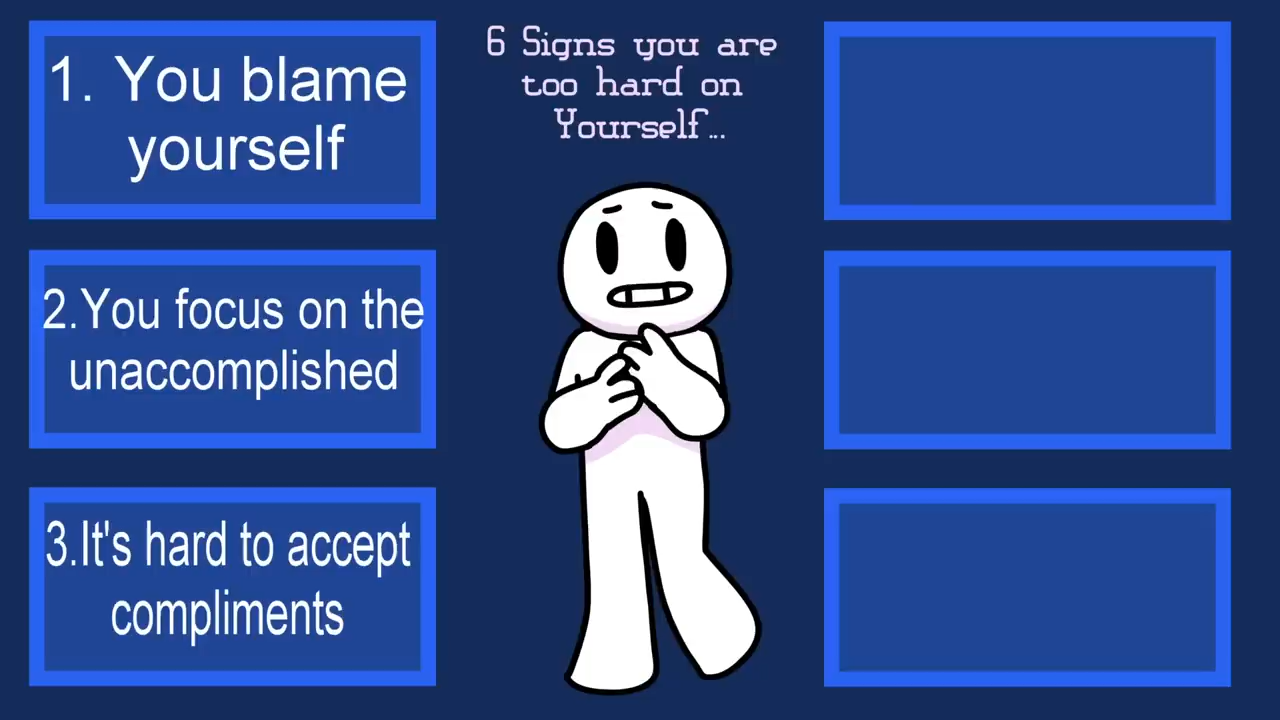 6 Signs you are
too hard on
Yourself...
1. You blame
yourself
2.You focus on the
unaccomplished
3.It's hard to accept
compliments